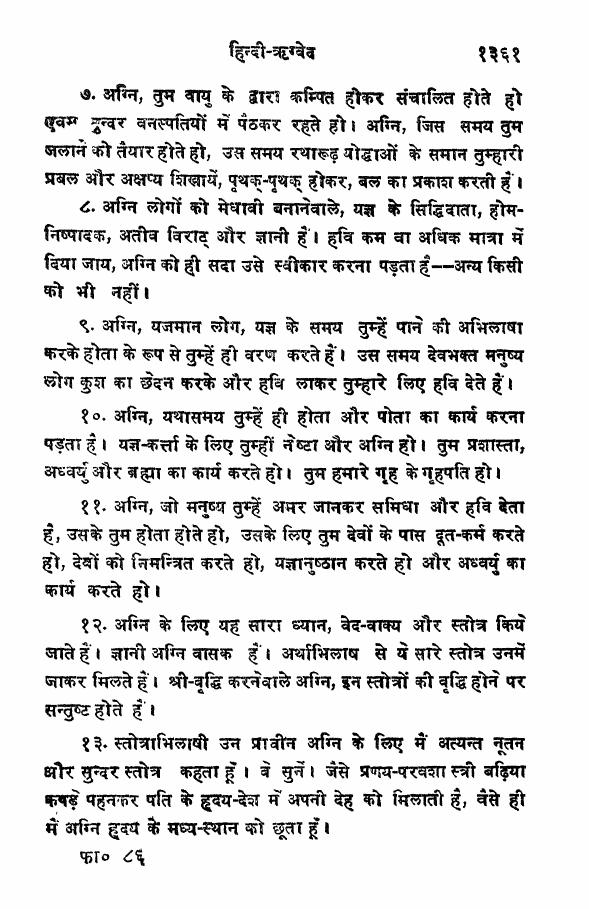 हिन्दी-ऋग्वेद १३६१
७. अग्नि, तुम वायु के द्वारा कम्पित होकर संचालित होते हो
एवम सुन्दर वनस्पतियों में पैठकर रहते हो। अग्नि, जिस समय तुम
जलाने को तैयार होते हो, उस समय रथारूढ़ योद्धाओं के समान तुम्हारी
प्रबल और अक्षप्य शिखायें, पृथक्-पृथक् होकर, बल का प्रकाश करती हैं।
८. अग्नि लोगों को मेधावी बनानेवाले, यज्ञ के सिद्धिदाता, होम-
निष्पादक, अतीव विराट् और ज्ञानी हैं। हवि कम वा अधिक मात्रा में
दिया जाय, अग्नि को ही सदा उसे स्वीकार करना पड़ता है--अन्य किसी
को भी नहीं।
९. अग्नि, यजमान लोग, यज्ञ के समय तुम्हें पाने की अभिलाषा
करके होता के रूप से तुम्हें ही वरण करते हैं। उस समय देवभक्त मनुष्य
लोग कुश का छेदन करके और हवि लाकर तुम्हारे लिए हवि देते हैं।
१०. अग्नि, यथासमय तुम्हें ही होता और पोता का कार्य करना
पड़ता है। यज्ञ-कर्त्ता के लिए तुम्हीं नेष्टा और अग्नि हो। तुम प्रशास्ता,
अध्वर्यु और ब्रह्मा का कार्य करते हो। तुम हमारे गृह के गृहपति हो।
११. अग्नि, जो मनुष्य तुम्हें अमर जानकर समिधा और हवि देता
है, उसके तुम होता होते हो, उसके लिए तुम देवों के पास दूत-कर्म करते
हो, देवों को निमन्त्रित करते हो, यज्ञानुष्ठान करते हो और अध्वर्यु का
कार्य करते हो।
१२. अग्नि के लिए यह सारा ध्यान, वेद-वाक्य और स्तोत्र किये
जाते हैं। ज्ञानी अग्नि वासक हैं। अर्थाभिलाष से ये सारे स्तोत्र उनमें
जाकर मिलते हैं। श्री-वृद्धि करनेवाले अग्नि, इन स्तोत्रों की वृद्धि होने पर
सन्तुष्ट होते हैं।
१३. स्तोत्राभिलाषी उन प्राचीन अग्नि के लिए मैं अत्यन्त नूतन
और सुन्दर स्तोत्र कहता हूँ। वे सुनें। जैसे प्रणय-परवशा स्त्री बढ़िया
कपड़े पहनकर पति के हृदय-देश में अपनी देह को मिलाती है, वैसे ही
मैं अग्नि हृदय के मध्य-स्थान को छूता हूँ।
फा० ८६